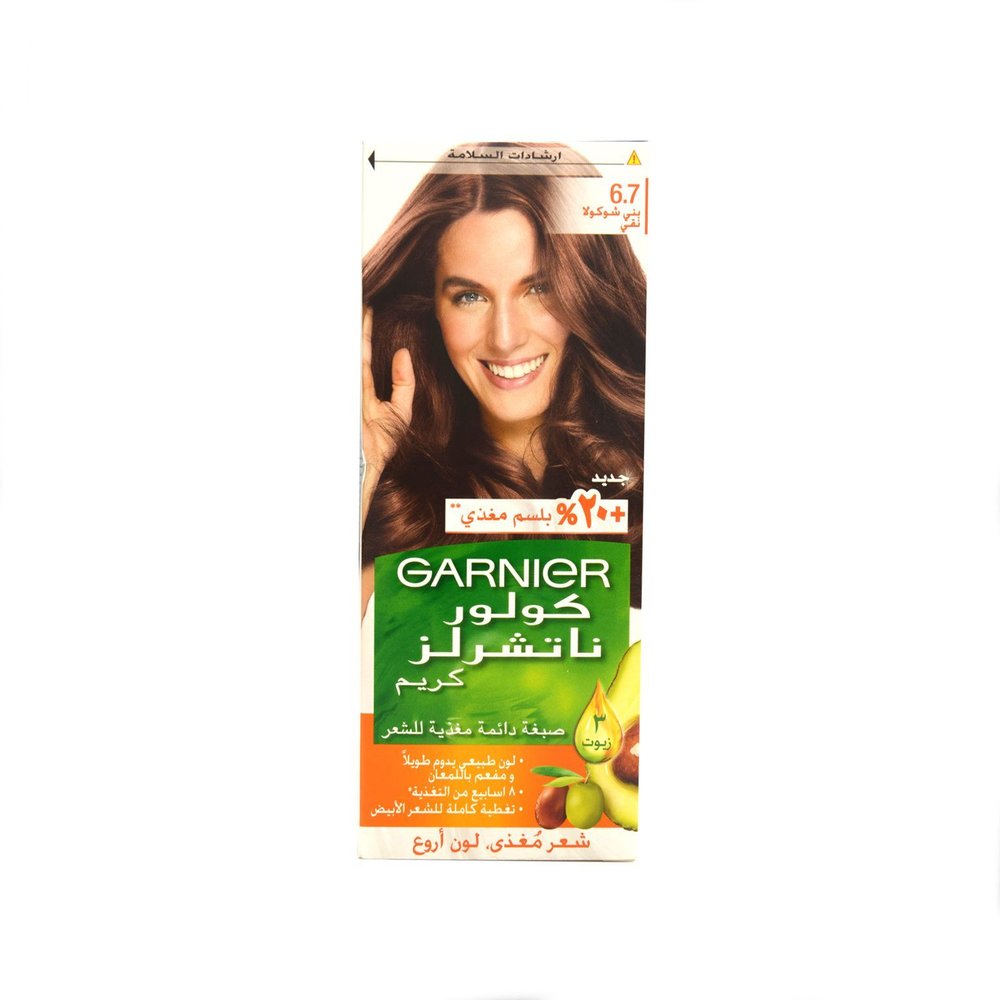 ارشادات السلامة
6.7
بني شوكولا
نقي
جديد
+٢٠% بلسم مغذي**
GARNIER
كولور
ناتشرلز
كريم
صبغة دائمة مغذية للشعر
٣
زيوت
• لون طبيعي يدوم طويلاً
و مفعم باللمعان
• ٨ اسابيع من التغذية*
• تغطية كاملة للشعر الأبيض
شعر مُغذى، لون أروع